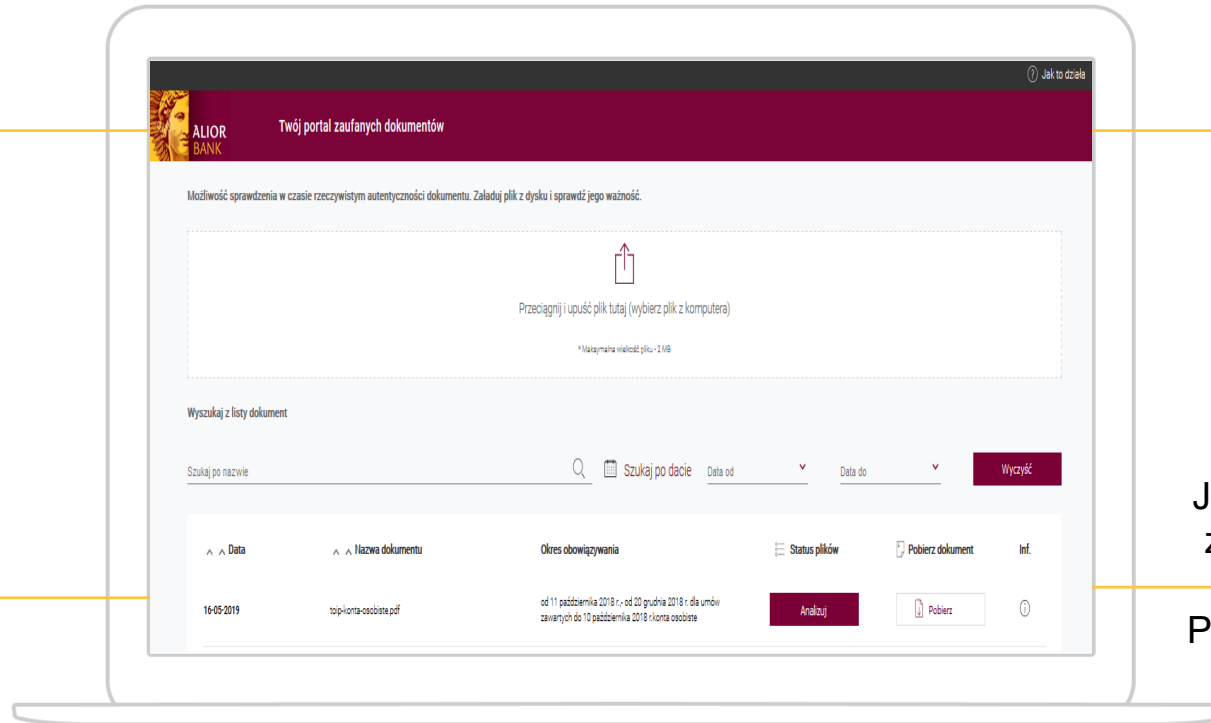 Jak to działa
ALIOR
BANK
Twój portal zaufanych dokumentów
Możliwość sprawdzenia w czasie rzeczywistym autentyczności dokumentu. Załaduj plik z dysku i sprawdź jego ważność.
Przeciągnij i upuść plik tutaj (wybierz plik z komputera)
* Maksymalna wielkość pliku - 2 MB
Wyszukaj z listy dokument
Szukaj po nazwie
Szukaj po dacie
Data od
Data do
Wyczyść
Data
Nazwa dokumentu
Okres obowiązywania
Status plików
Pobierz dokument
Inf.
16-05-2019
toip-konta-osobiste.pdf
od 11 października 2018 r.,- od 20 grudnia 2018 r. dla umów
zawartych do 10 października 2018 r.konta osobiste
Analizuj
Pobierz
J
z
P